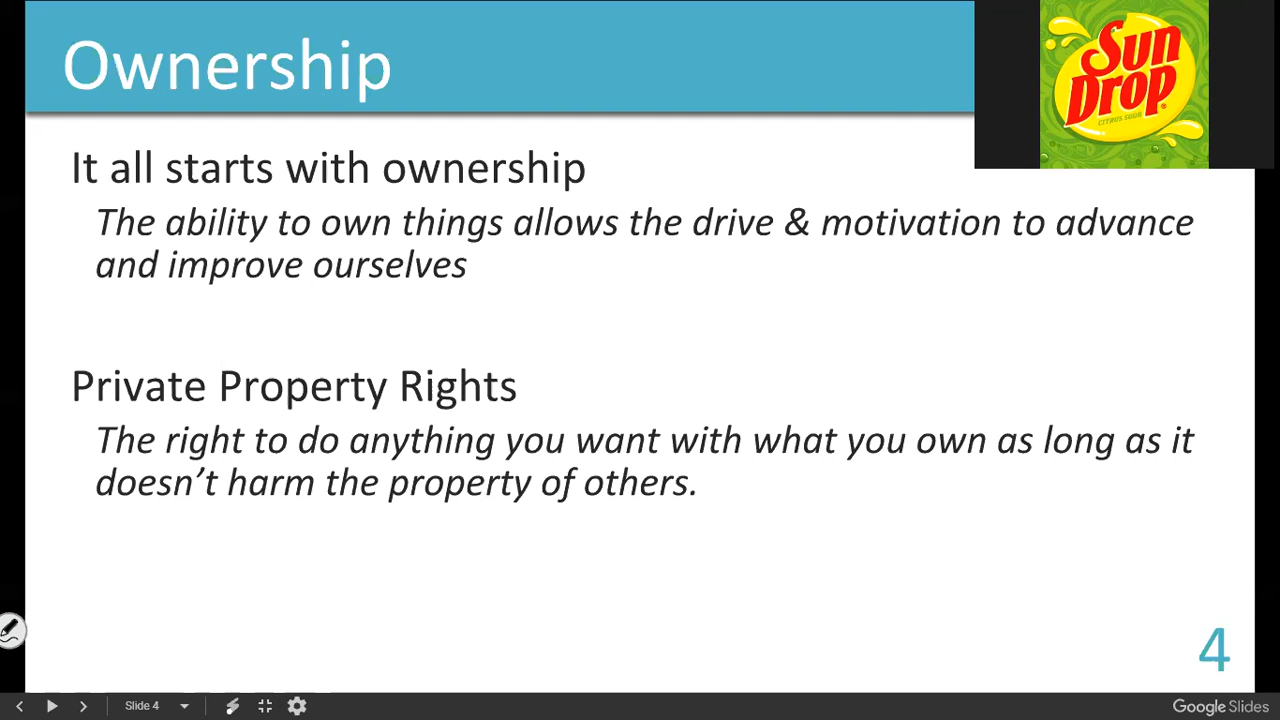 Ownership
Sun
Drop
CITRUS SODA
It all starts with ownership
The ability to own things allows the drive & motivation to advance
and improve ourselves
Private Property Rights
The right to do anything you want with what you own as long as it
doesn’t harm the property of others.
4
Slide 4
Google Slides